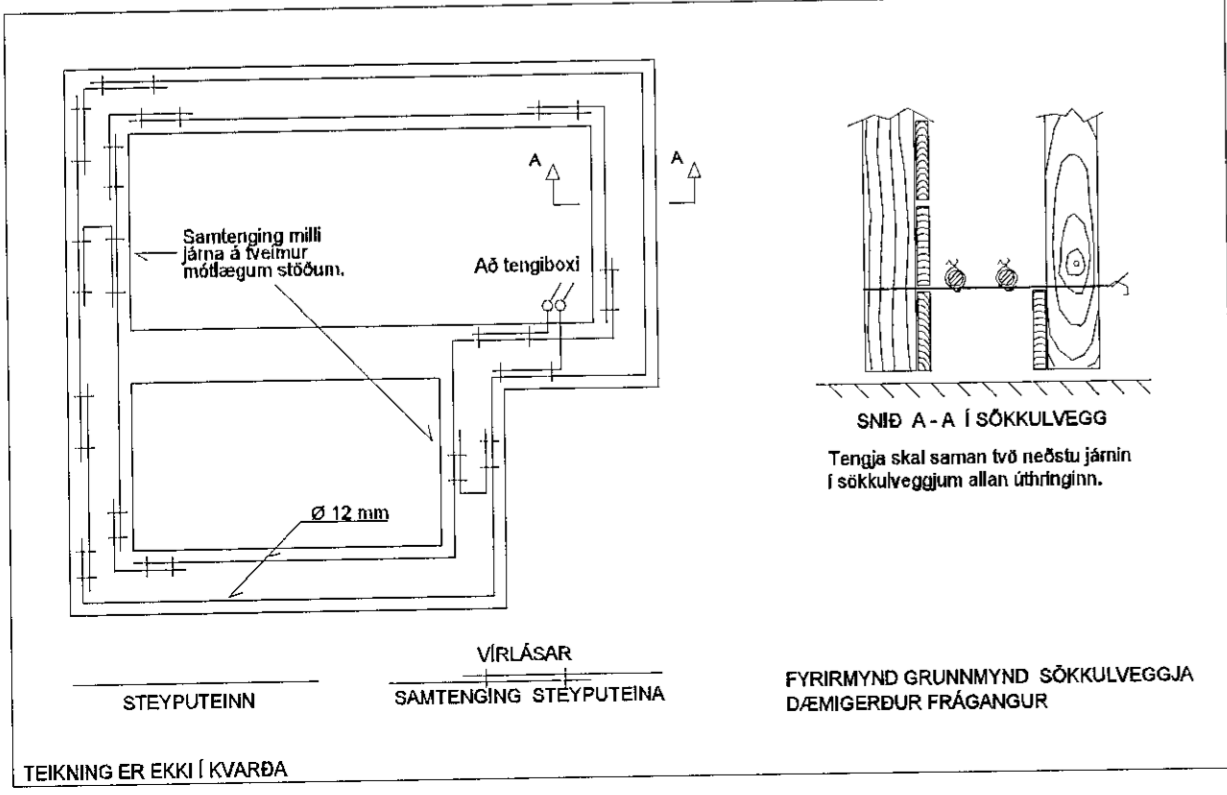 A
A
Samtenging milli
járna á tveimur
mótlægum stöðum.
Að tengiboxi
Ø 12 mm
SNIÐ A - A Í SÖKKULVEGG
Tengja skal saman tvö neðstu járnin
í sökkulveggjum allan úthringinn.
VÍRLÁSAR
STEYPUTEINN
SAMTENGING STEYPUTEINA
FYRIRMYND GRUNNMYND SÖKKULVEGGJA
DÆMIGERÐUR FRÁGANGUR
TEIKNING ER EKKI Í KVARÐA